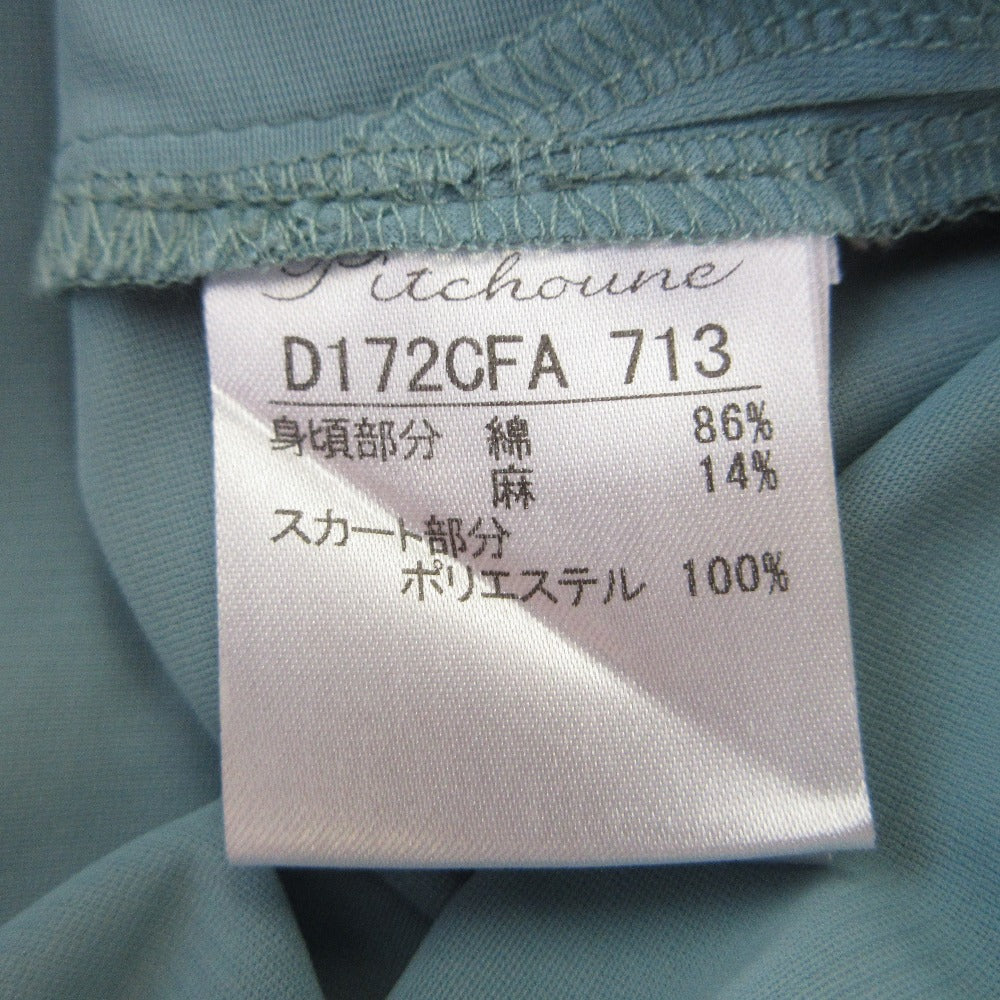 Pitchoune
D172CFA 713
身頃部分 綿 86%
麻 14%
スカート部分
ポリエステル 100%